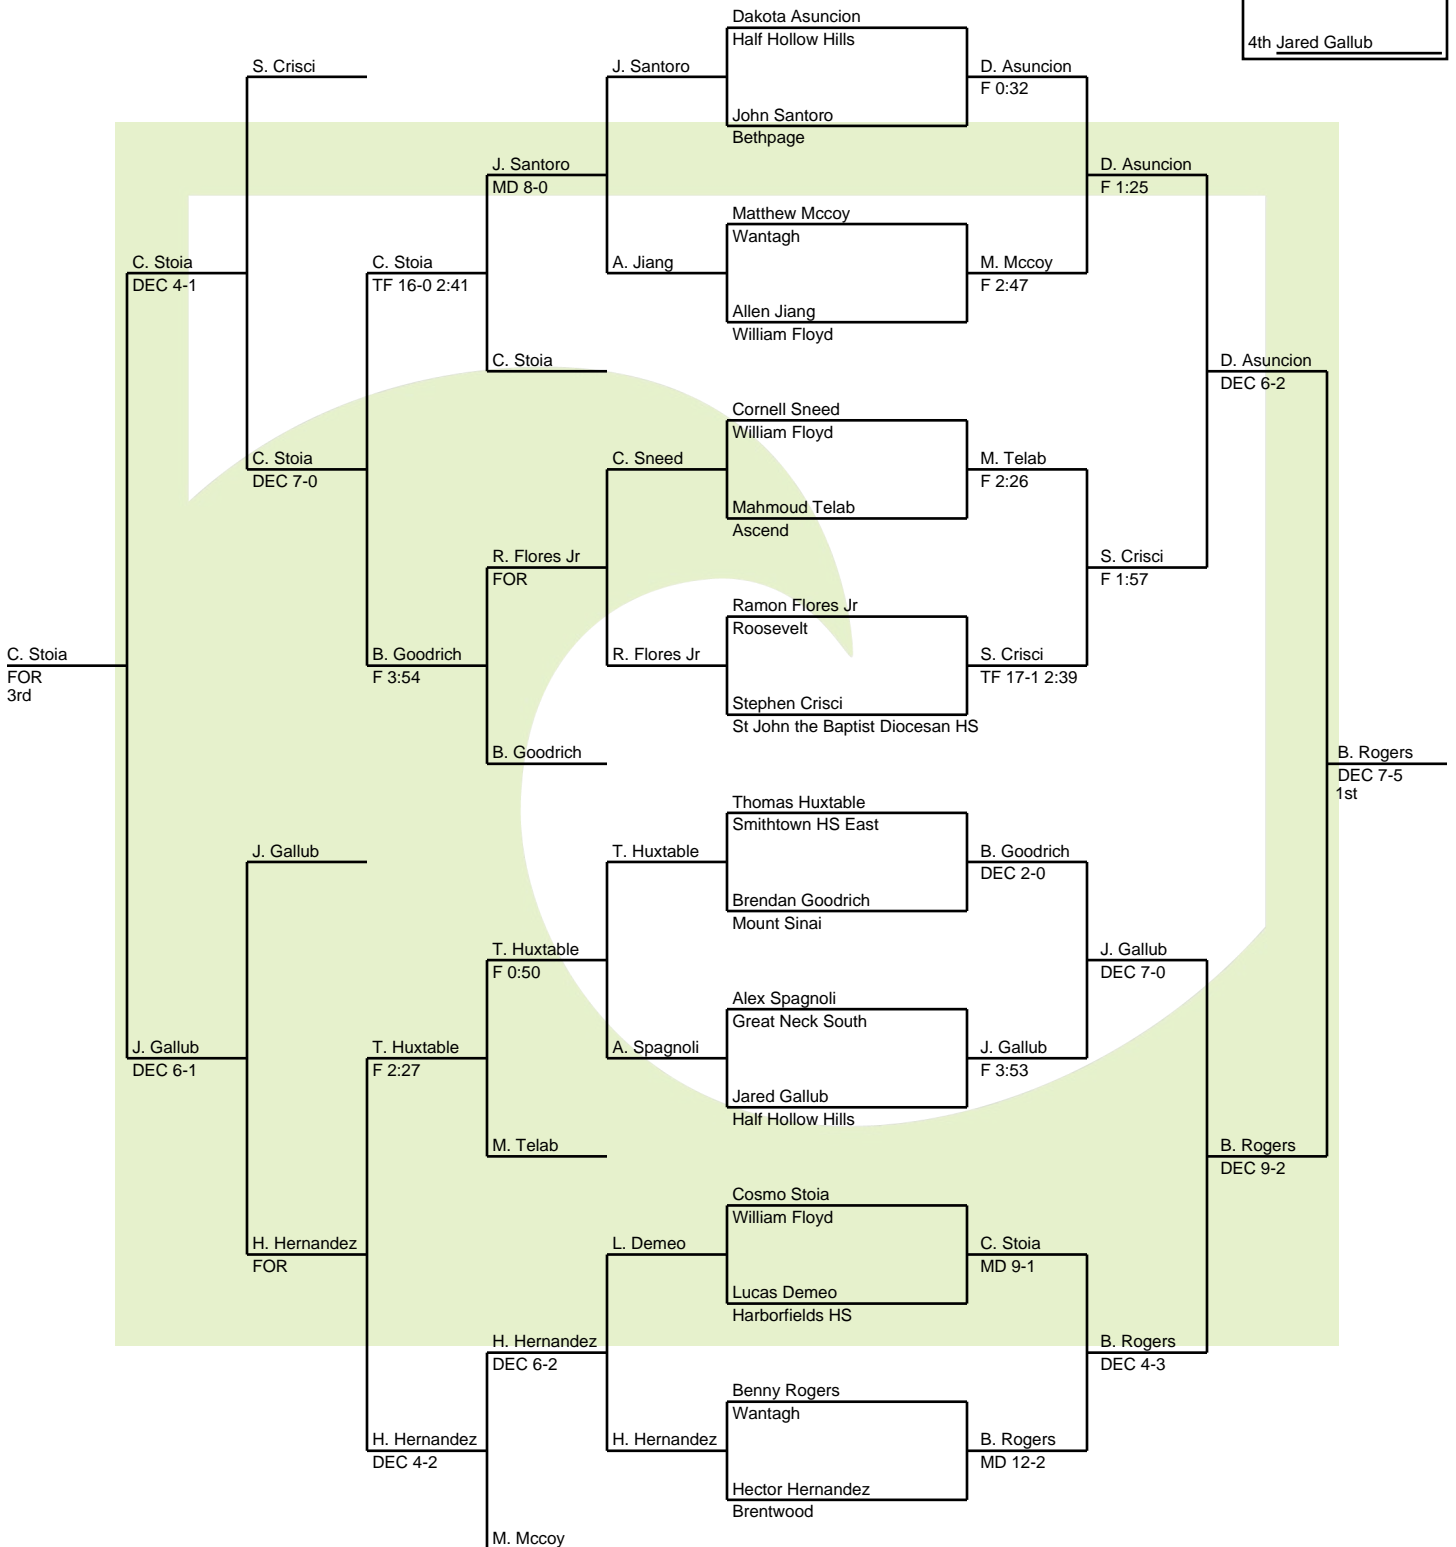 Dakota Asuncion
Half Hollow Hills
4th Jared Gallub
S. Crisci
J. Santoro
D. Asuncion
F 0:32
John Santoro
Bethpage
J. Santoro
MD 8-0
D. Asuncion
F 1:25
Matthew Mccoy
Wantagh
C. Stoia
DEC 4-1
C. Stoia
TF 16-0 2:41
A. Jiang
M. Mccoy
F 2:47
Allen Jiang
William Floyd
C. Stoia
D. Asuncion
DEC 6-2
Cornell Sneed
William Floyd
C. Stoia
DEC 7-0
C. Sneed
M. Telab
F 2:26
Mahmoud Telab
Ascend
R. Flores Jr
FOR
S. Crisci
F 1:57
Ramon Flores Jr
Roosevelt
C. Stoia
FOR
3rd
B. Goodrich
F 3:54
R. Flores Jr
S. Crisci
TF 17-1 2:39
Stephen Crisci
St John the Baptist Diocesan HS
B. Goodrich
B. Rogers
DEC 7-5
1st
Thomas Huxtable
Smithtown HS East
J. Gallub
T. Huxtable
B. Goodrich
DEC 2-0
Brendan Goodrich
Mount Sinai
T. Huxtable
F 0:50
J. Gallub
DEC 7-0
Alex Spagnoli
Great Neck South
J. Gallub
DEC 6-1
T. Huxtable
F 2:27
A. Spagnoli
J. Gallub
F 3:53
Jared Gallub
Half Hollow Hills
M. Telab
B. Rogers
DEC 9-2
Cosmo Stoia
William Floyd
H. Hernandez
FOR
L. Demeo
C. Stoia
MD 9-1
Lucas Demeo
Harborfields HS
H. Hernandez
DEC 6-2
B. Rogers
DEC 4-3
Benny Rogers
Wantagh
H. Hernandez
DEC 4-2
H. Hernandez
B. Rogers
MD 12-2
Hector Hernandez
Brentwood
M. Mccoy